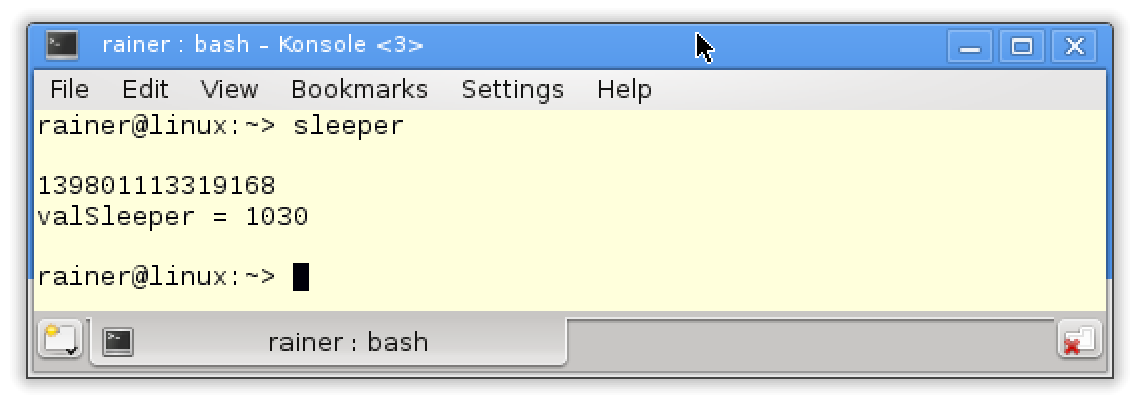 rainer : bash – Konsole <3>
File Edit View Bookmarks Settings Help
rainer@linux:~> sleeper
139801113319168
valSleeper = 1030
rainer@linux:~>
rainer : bash